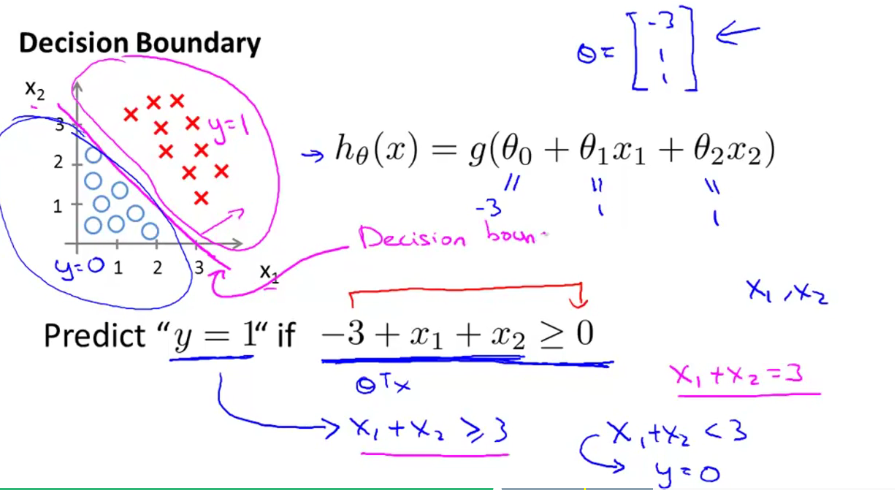 Decision Boundary
θ = [-3 1 1]
x₂
3
2
1
y=1
y=0
1 2 3
x₁
h_θ(x) = g(θ₀ + θ₁x₁ + θ₂x₂)
-3 1 1
Decision boun
x₁, x₂
Predict “y = 1“ if −3 + x₁ + x₂ ≥ 0
θᵀx
x₁+x₂=3
x₁+x₂ ≥ 3
x₁+x₂ < 3
y=0